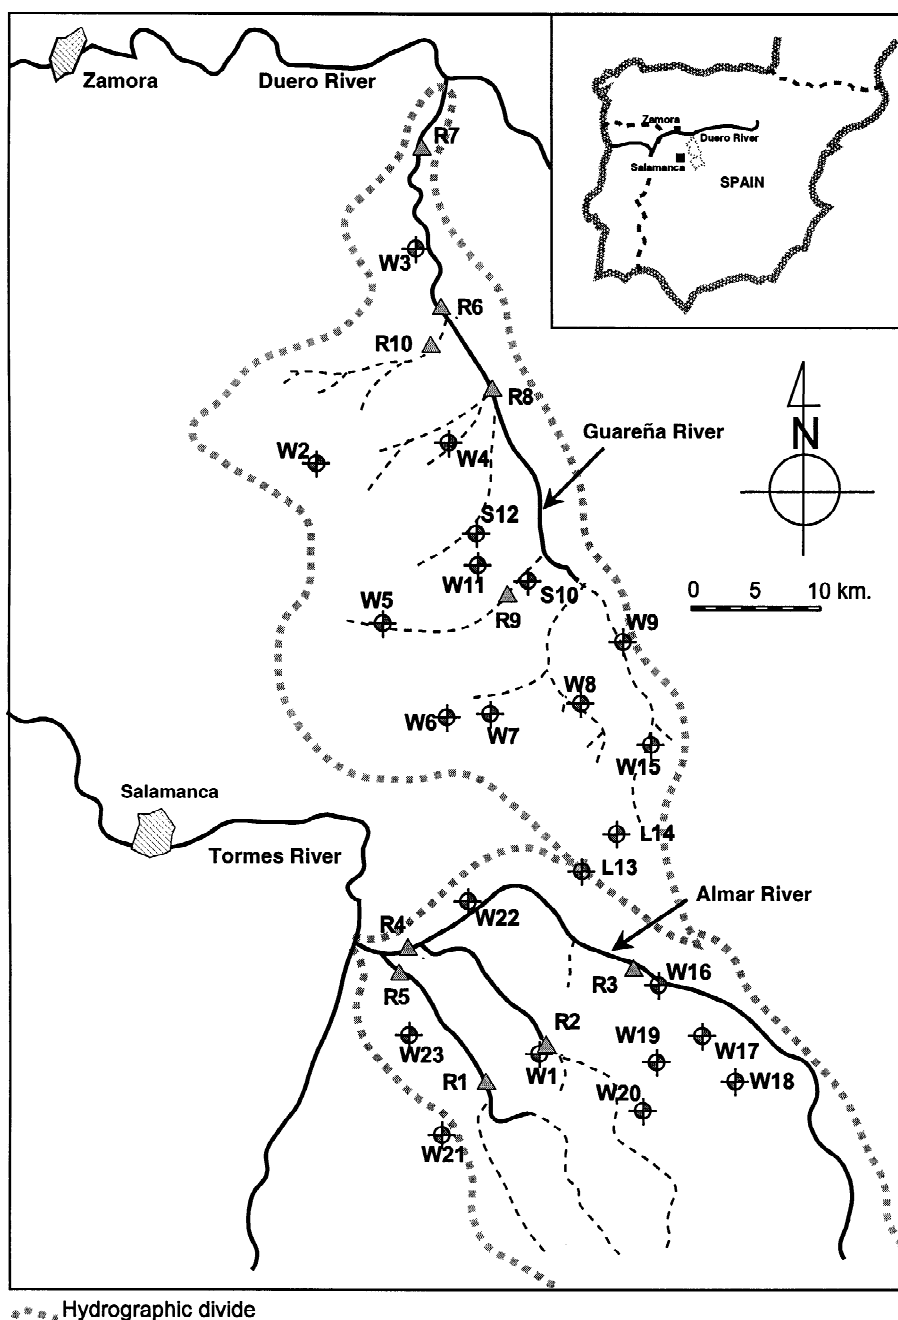 Zamora
Duero River
Zamora
Duero River
Salamanca
SPAIN
R7
W3
R6
R10
R8
N
Guareña River
W2
W4
S12
W11
S10
0 5 10 km.
W5
R9
W9
W8
W6
W7
W15
Salamanca
L14
Tormes River
L13
Almar River
W22
R4
R3
W16
R5
R2
W19
W17
W23
W1
R1
W18
W20
W21
Hydrographic divide